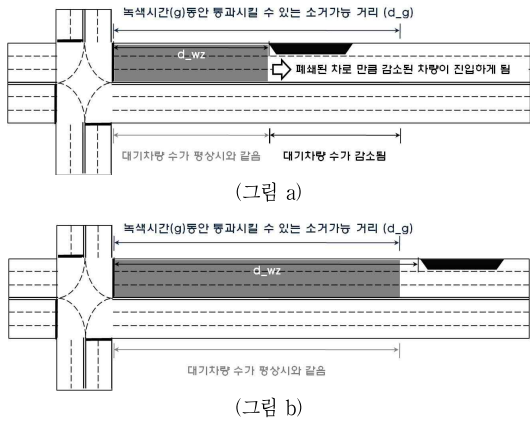 녹색시간(g)동안 통과시킬 수 있는 소거가능 거리 (d_g)
d_wz
폐쇄된 차로 만큼 감소된 차량이 진입하게 됨
대기차량 수가 평상시와 같음 대기차량 수가 감소됨
(그림 a)
녹색시간(g)동안 통과시킬 수 있는 소거가능 거리 (d_g)
d_wz
대기차량 수가 평상시와 같음
(그림 b)